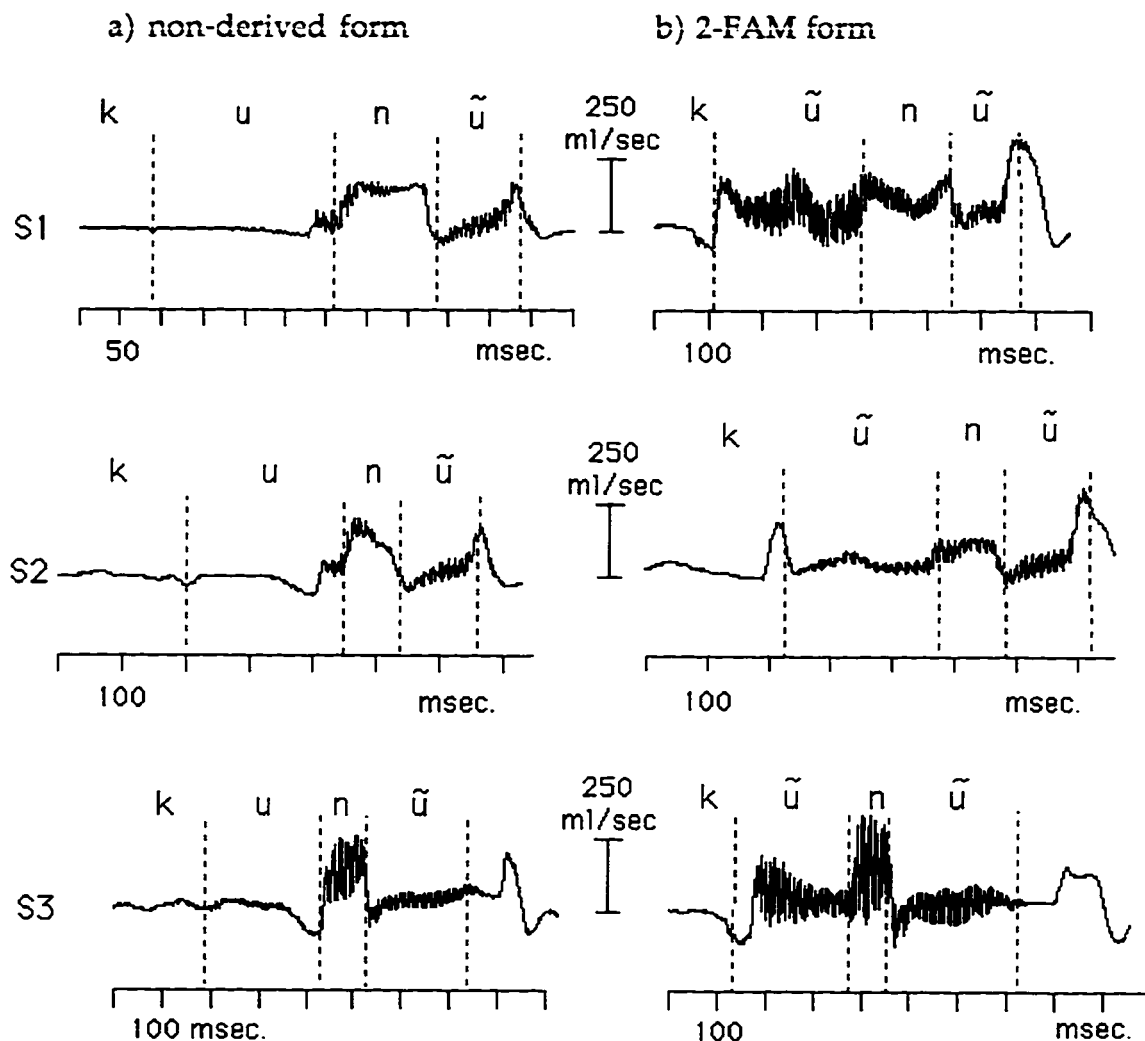 a) non-derived form b) 2-FAM form
k u n ũ 250 ml/sec k ũ n ũ
S1
50 msec. 100 msec.
k u n ũ 250 ml/sec k ũ n ũ
S2
100 msec. 100 msec.
k u n ũ 250 ml/sec k ũ n ũ
S3
100 msec. 100 msec.